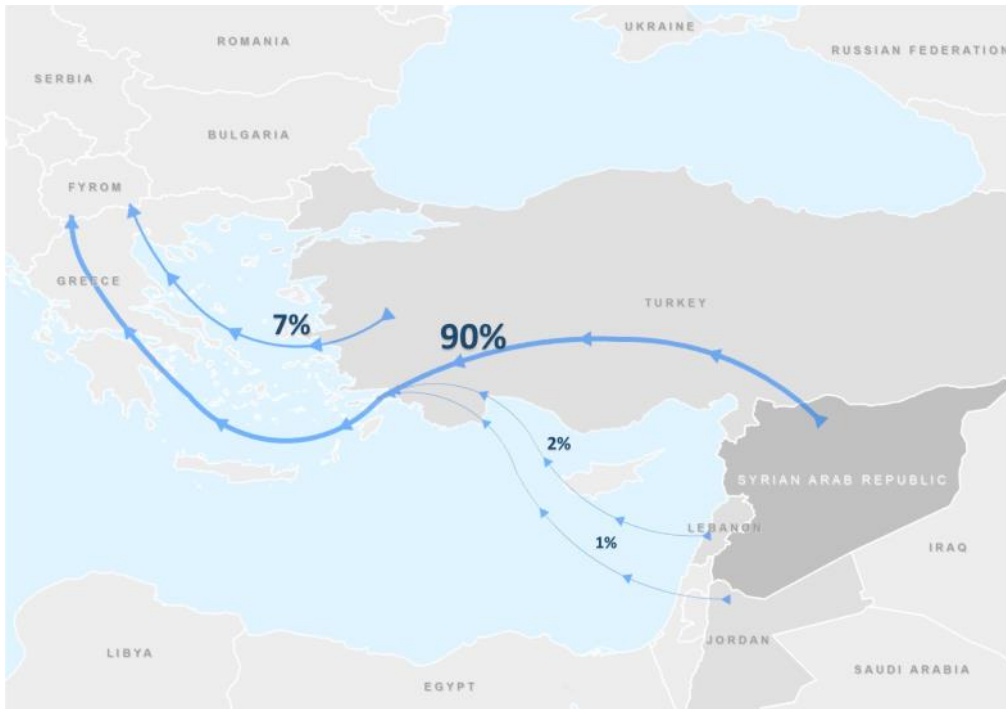 UKRAINE
ROMANIA
RUSSIAN FEDERATION
SERBIA
BULGARIA
FYROM
GREECE
TURKEY
7%
90%
2%
SYRIAN ARAB REPUBLIC
LEBANON
1%
IRAQ
JORDAN
LIBYA
SAUDI ARABIA
EGYPT